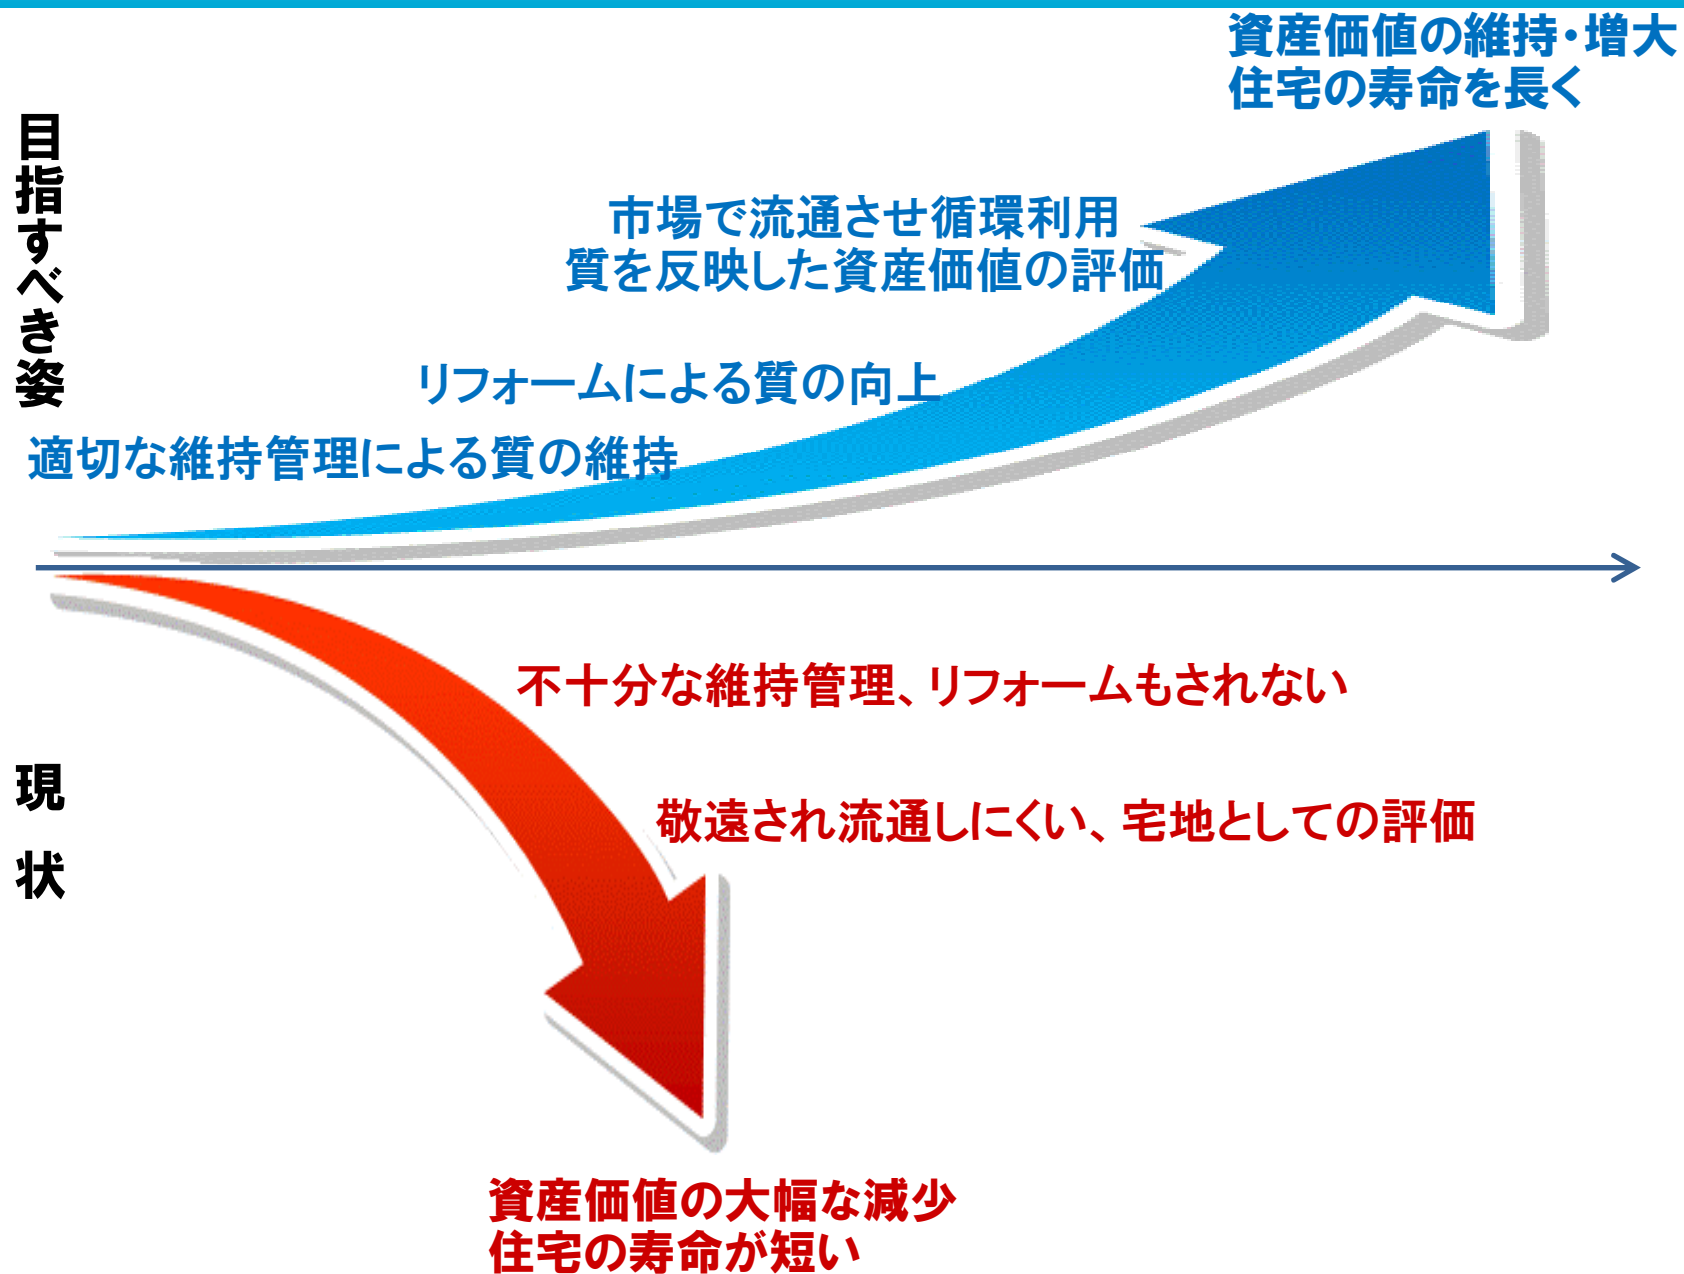 資産価値の維持・増大
住宅の寿命を長く
目指すべき姿
市場で流通させ循環利用
質を反映した資産価値の評価
リフォームによる質の向上
適切な維持管理による質の維持
不十分な維持管理、リフォームもされない
現状
敬遠され流通しにくい、宅地としての評価
資産価値の大幅な減少
住宅の寿命が短い